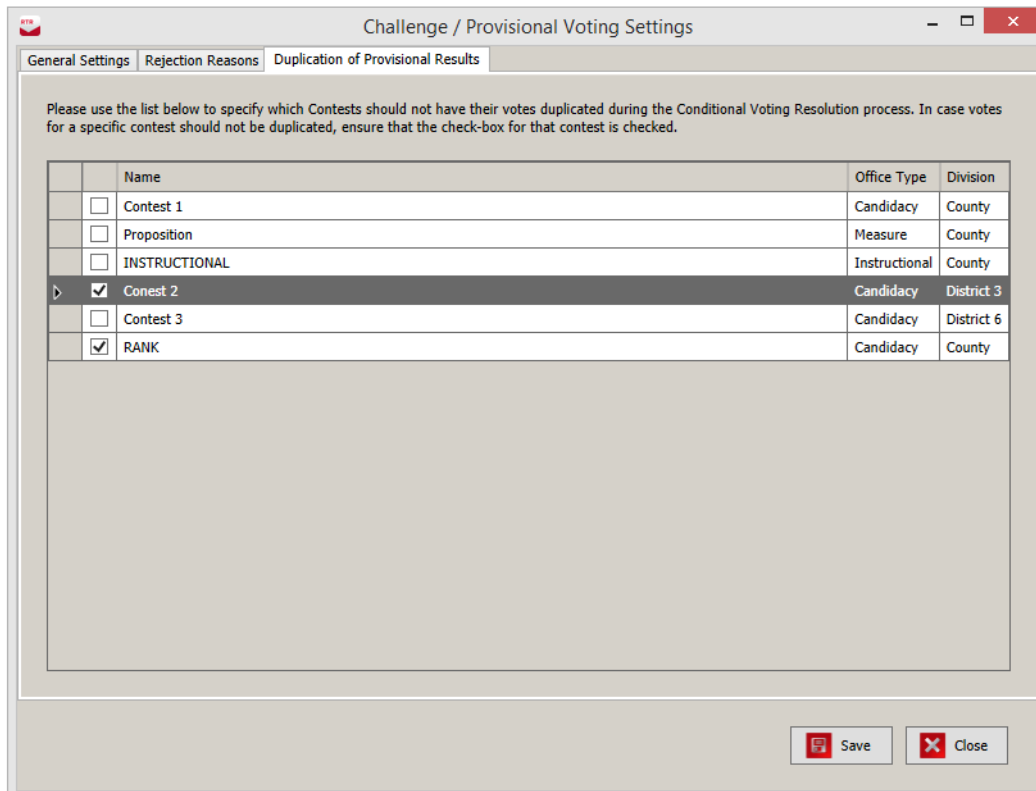 RTR
Challenge / Provisional Voting Settings
General Settings Rejection Reasons Duplication of Provisional Results
Please use the list below to specify which Contests should not have their votes duplicated during the Conditional Voting Resolution process. In case votes
for a specific contest should not be duplicated, ensure that the check-box for that contest is checked.
Name Office Type Division
Contest 1 Candidacy County
Proposition Measure County
INSTRUCTIONAL Instructional County
Conest 2 Candidacy District 3
Contest 3 Candidacy District 6
RANK Candidacy County
Save Close